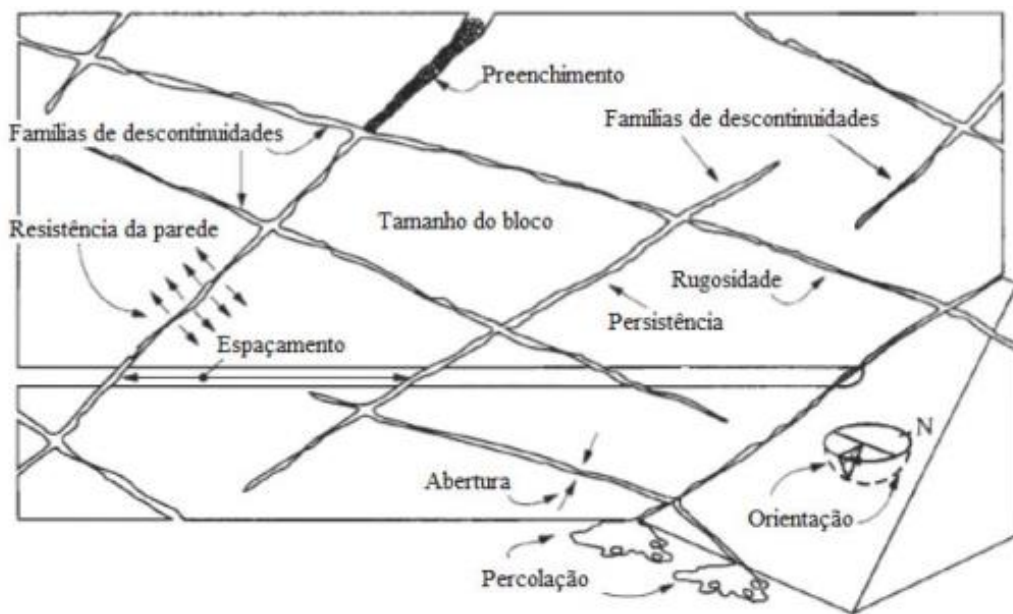 Preenchimento
Famílias de descontinuidades
Famílias de descontinuidades
Resistência da parede
Tamanho do bloco
Rugosidade
Persistência
Espaçamento
N
Abertura
Orientação
Percolação